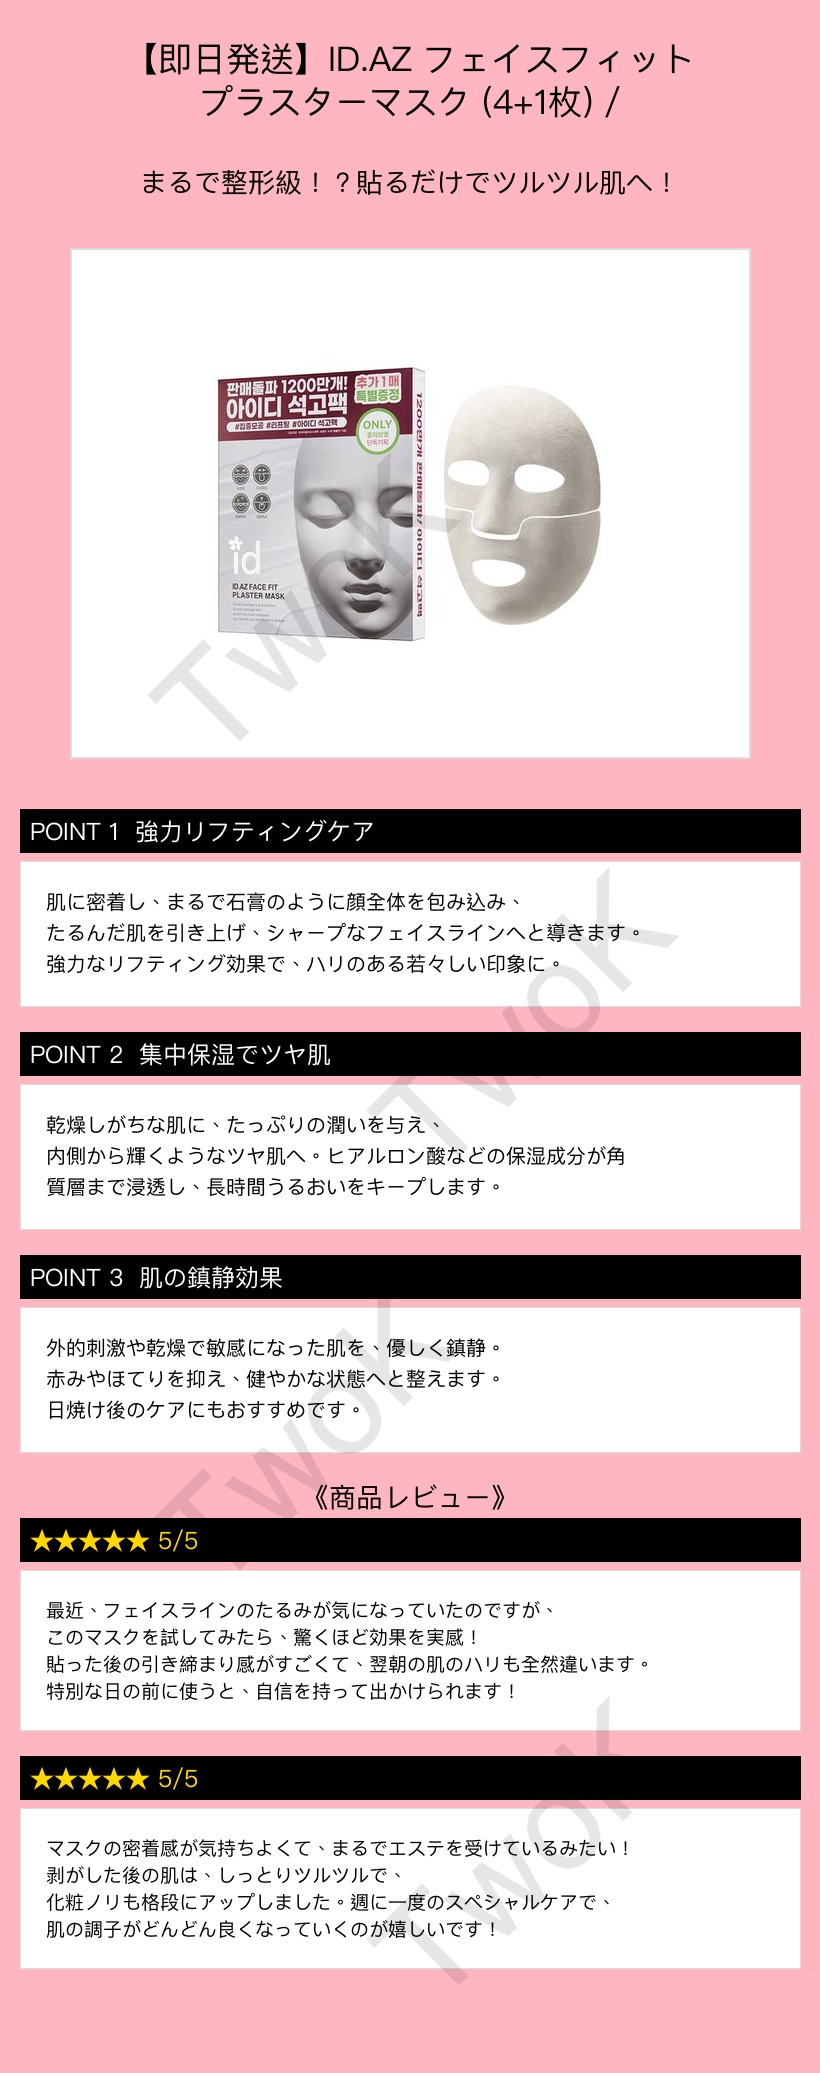 【即日発送】ID.AZ フェイスフィット
プラスターマスク (4+1枚) /
まるで整形級！？貼るだけでツルツル肌へ！
판매돌파 1200만개!
아이디 석고팩
#집중모공 #리프팅 #아이디 석고팩
추가 1매
특별증정
ONLY
올리브영
단독기획
1200만개 판매돌파! 아이디 석고팩
id
ID.AZ FACE FIT
PLASTER MASK
TwoK
POINT 1 強力リフティングケア
肌に密着し、まるで石膏のように顔全体を包み込み、
たるんだ肌を引き上げ、シャープなフェイスラインへと導きます。
強力なリフティング効果で、ハリのある若々しい印象に。
TwoK
POINT 2 集中保湿でツヤ肌
乾燥しがちな肌に、たっぷりの潤いを与え、
内側から輝くようなツヤ肌へ。ヒアルロン酸などの保湿成分が角
質層まで浸透し、長時間うるおいをキープします。
POINT 3 肌の鎮静効果
外的刺激や乾燥で敏感になった肌を、優しく鎮静。
赤みやほてりを抑え、健やかな状態へと整えます。
日焼け後のケアにもおすすめです。
TwoK
《商品レビュー》
★★★★★ 5/5
最近、フェイスラインのたるみが気になっていたのですが、
このマスクを試してみたら、驚くほど効果を実感！
貼った後の引き締まり感がすごくて、翌朝の肌のハリも全然違います。
特別な日の前に使うと、自信を持って出かけられます！
★★★★★ 5/5
マスクの密着感が気持ちよくて、まるでエステを受けているみたい！
剥がした後の肌は、しっとりツルツルで、
化粧ノリも格段にアップしました。週に一度のスペシャルケアで、
肌の調子がどんどん良くなっていくのが嬉しいです！
TwoK